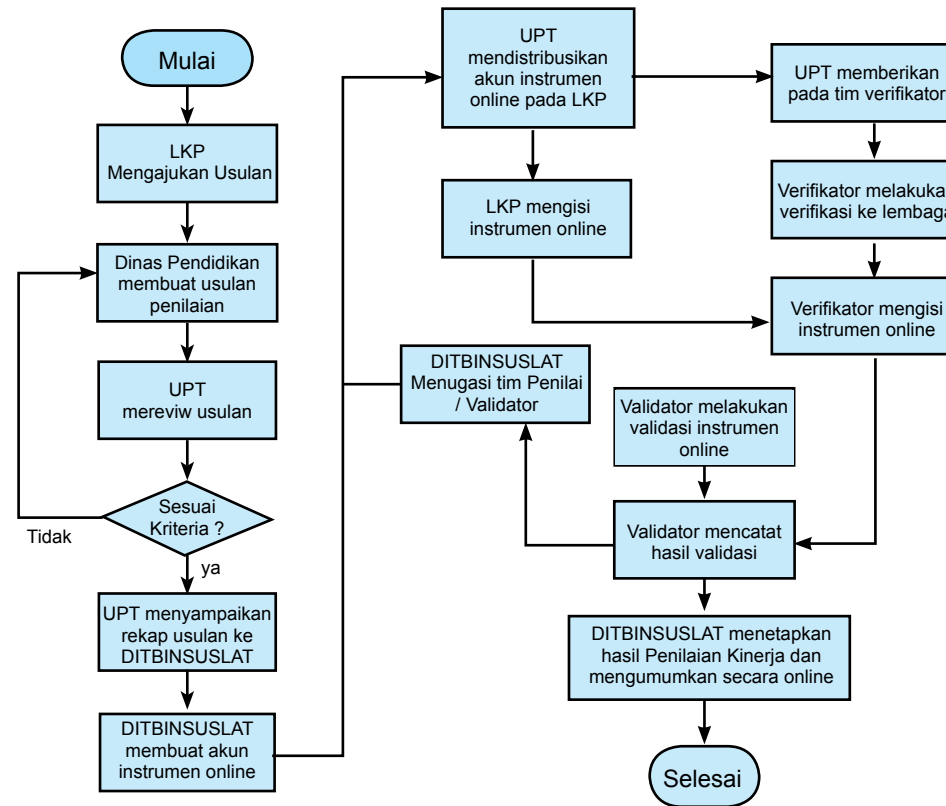 Mulai
LKP
Mengajukan Usulan
Dinas Pendidikan
membuat usulan
penilaian
UPT
mereviw usulan
Sesuai
Kriteria ?
Tidak
ya
UPT menyampaikan
rekap usulan ke
DITBINSUSLAT
DITBINSUSLAT
membuat akun
instrumen online
UPT
mendistribusikan
akun instrumen
online pada LKP
LKP mengisi
instrumen online
UPT memberikan
pada tim verifikator
Verifikator melakukan
verifikasi ke lembaga
Verifikator mengisi
instrumen online
DITBINSUSLAT
Menugasi tim Penilai
/ Validator
Validator melakukan
validasi instrumen
online
Validator mencatat
hasil validasi
DITBINSUSLAT menetapkan
hasil Penilaian Kinerja dan
mengumumkan secara online
Selesai